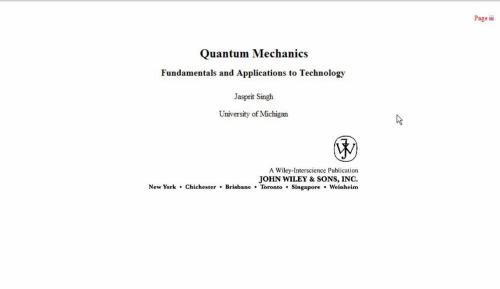 Page iii
Quantum Mechanics
Fundamentals and Applications to Technology
Jasprit Singh
University of Michigan
A Wiley-Interscience Publication
JOHN WILEY & SONS, INC.
New York • Chichester • Brisbane • Toronto • Singapore • Weinheim